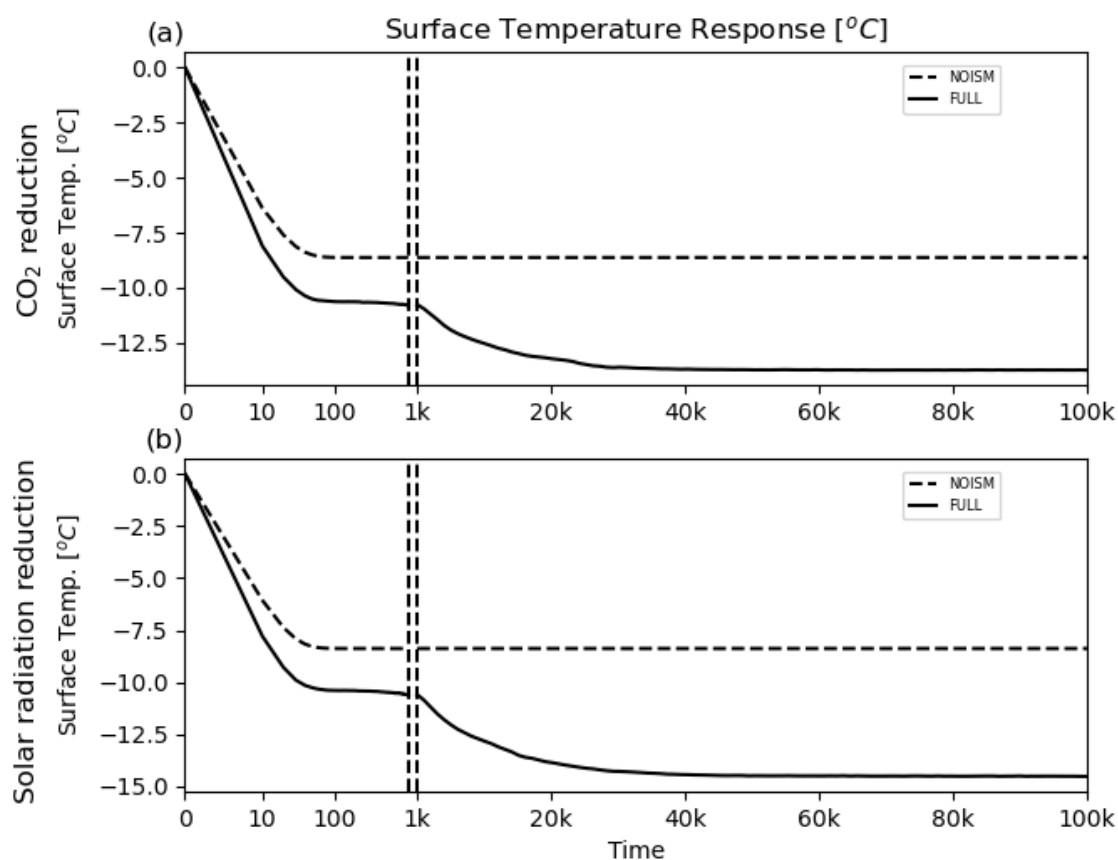 (a)
Surface Temperature Response [°C]
CO₂ reduction
Surface Temp. [°C]
0.0
−2.5
−5.0
−7.5
−10.0
−12.5
NOISM
FULL
0 10 100 1k 20k 40k 60k 80k 100k
(b)
Solar radiation reduction
Surface Temp. [°C]
0.0
−2.5
−5.0
−7.5
−10.0
−12.5
−15.0
NOISM
FULL
0 10 100 1k 20k 40k 60k 80k 100k
Time